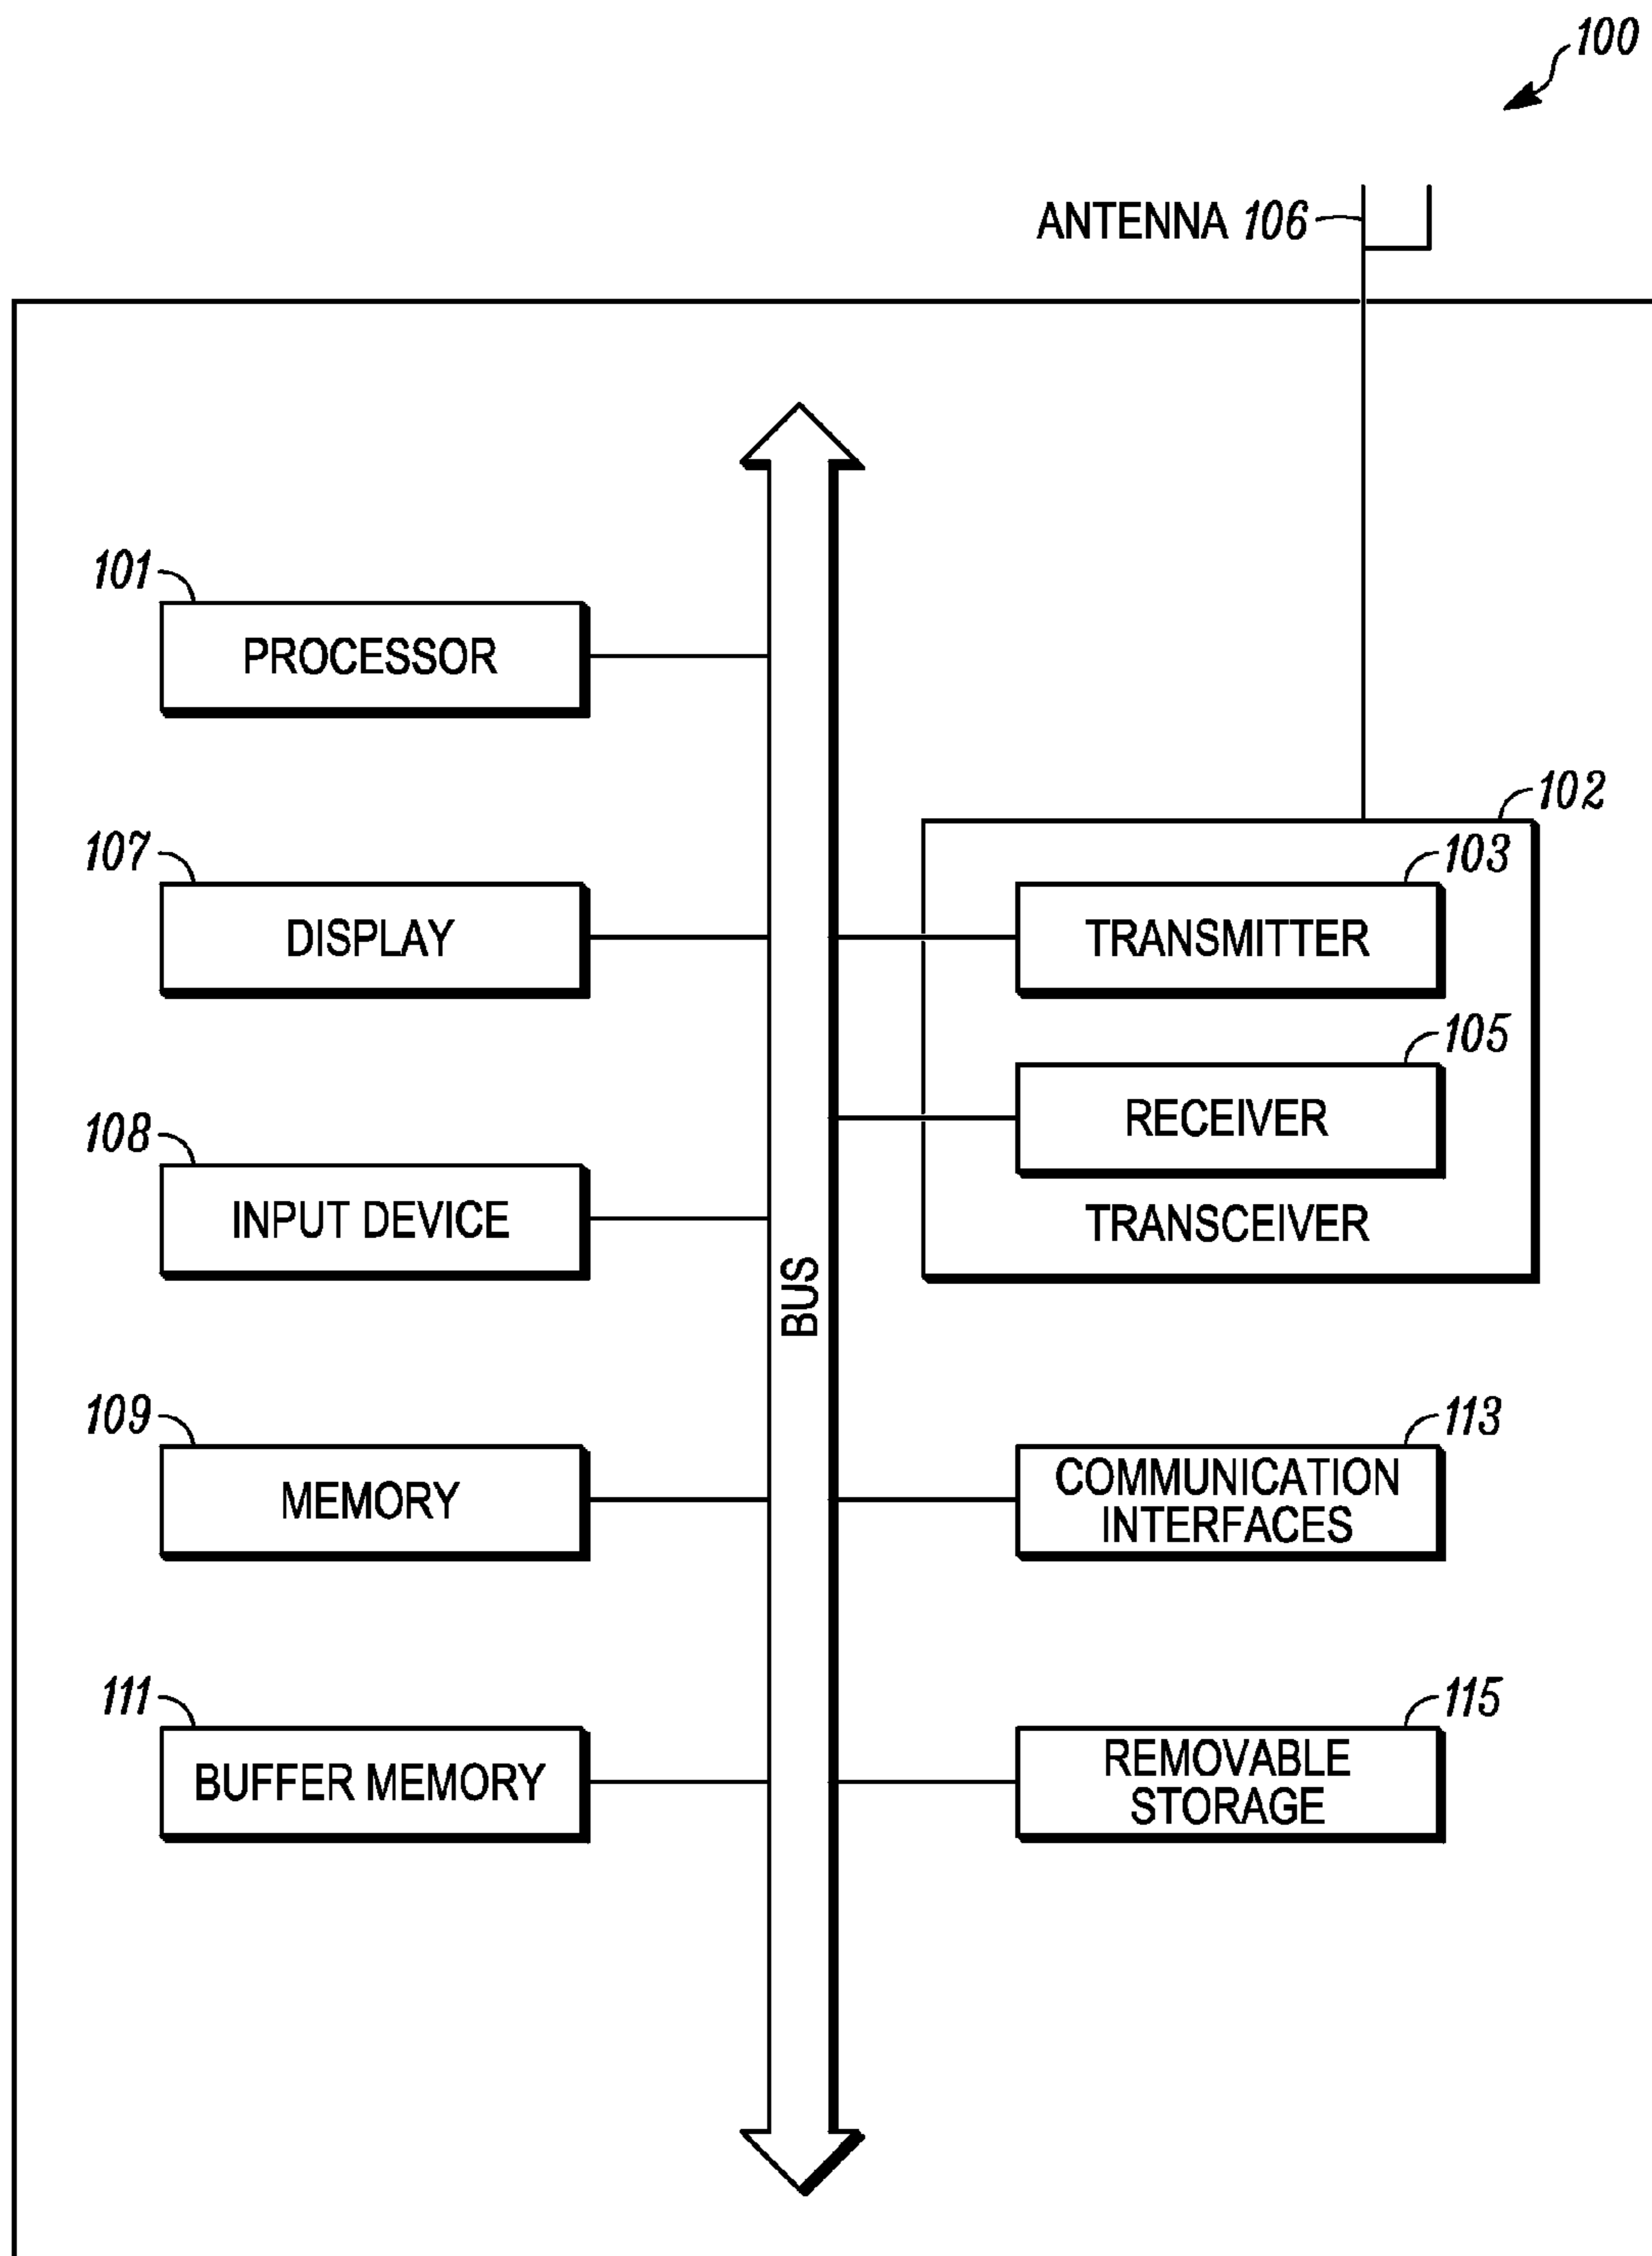 100
ANTENNA 106
101
PROCESSOR
102
107
DISPLAY
103
TRANSMITTER
105
RECEIVER
108
INPUT DEVICE
TRANSCEIVER
BUS
109
MEMORY
113
COMMUNICATION
INTERFACES
111
BUFFER MEMORY
115
REMOVABLE
STORAGE